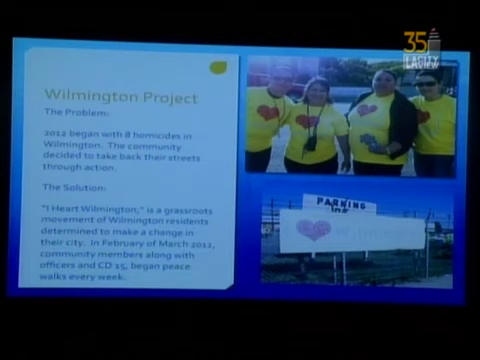 35
LACITY
VIEW
Wilmington Project
The Problem:
2012 began with 8 homicides in
Wilmington. The community
decided to take back their streets
through action.
The Solution:
"I Heart Wilmington," is a grassroots
movement of Wilmington residents
determined to make a change in
their city. In February of March 2012,
community members along with
officers and CD 15, began peace
walks every week.
PARKING